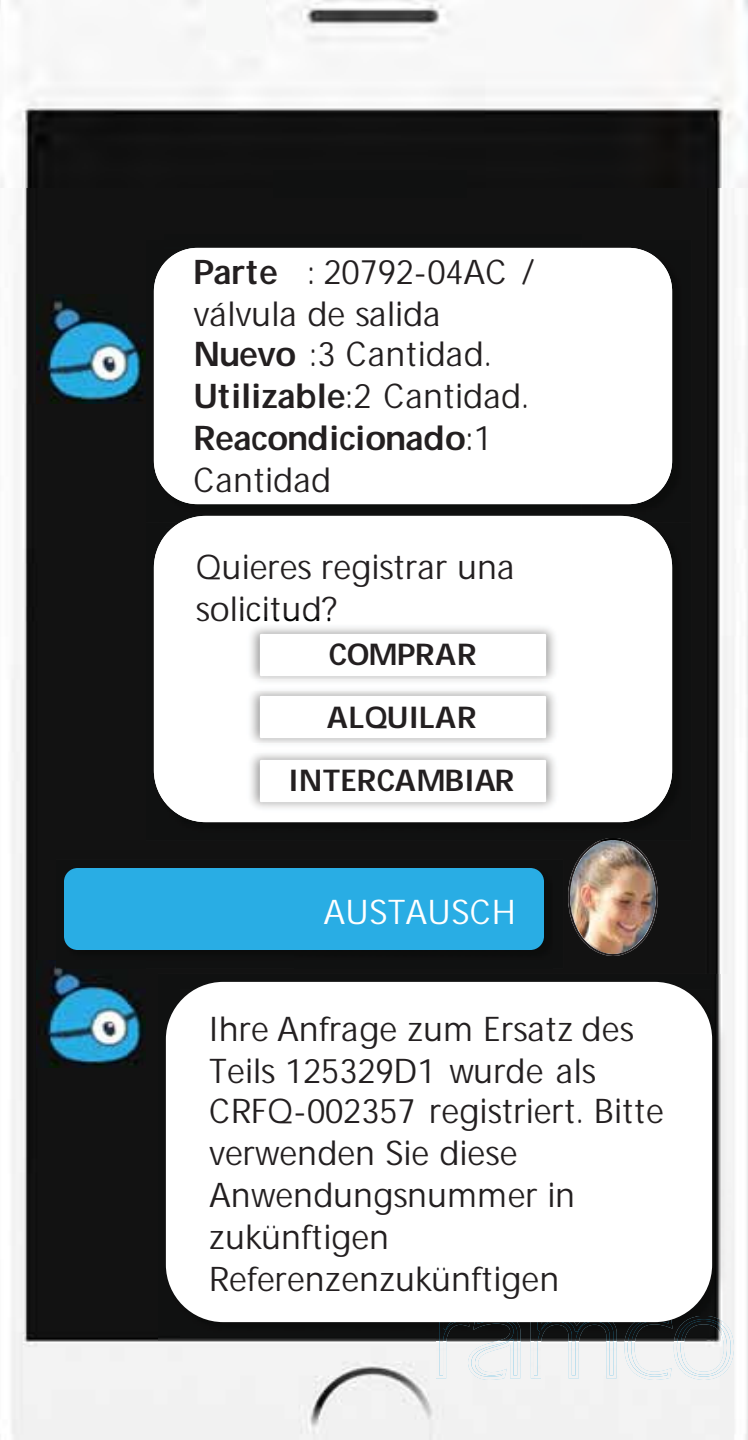 Parte : 20792-04AC /
válvula de salida
Nuevo :3 Cantidad.
Utilizable:2 Cantidad.
Reacondicionado:1
Cantidad
Quieres registrar una
solicitud?
COMPRAR
ALQUILAR
INTERCAMBIAR
AUSTAUSCH
Ihre Anfrage zum Ersatz des
Teils 125329D1 wurde als
CRFQ-002357 registriert. Bitte
verwenden Sie diese
Anwendungsnummer in
zukünftigen
Referenzenzukünftigen
ramco